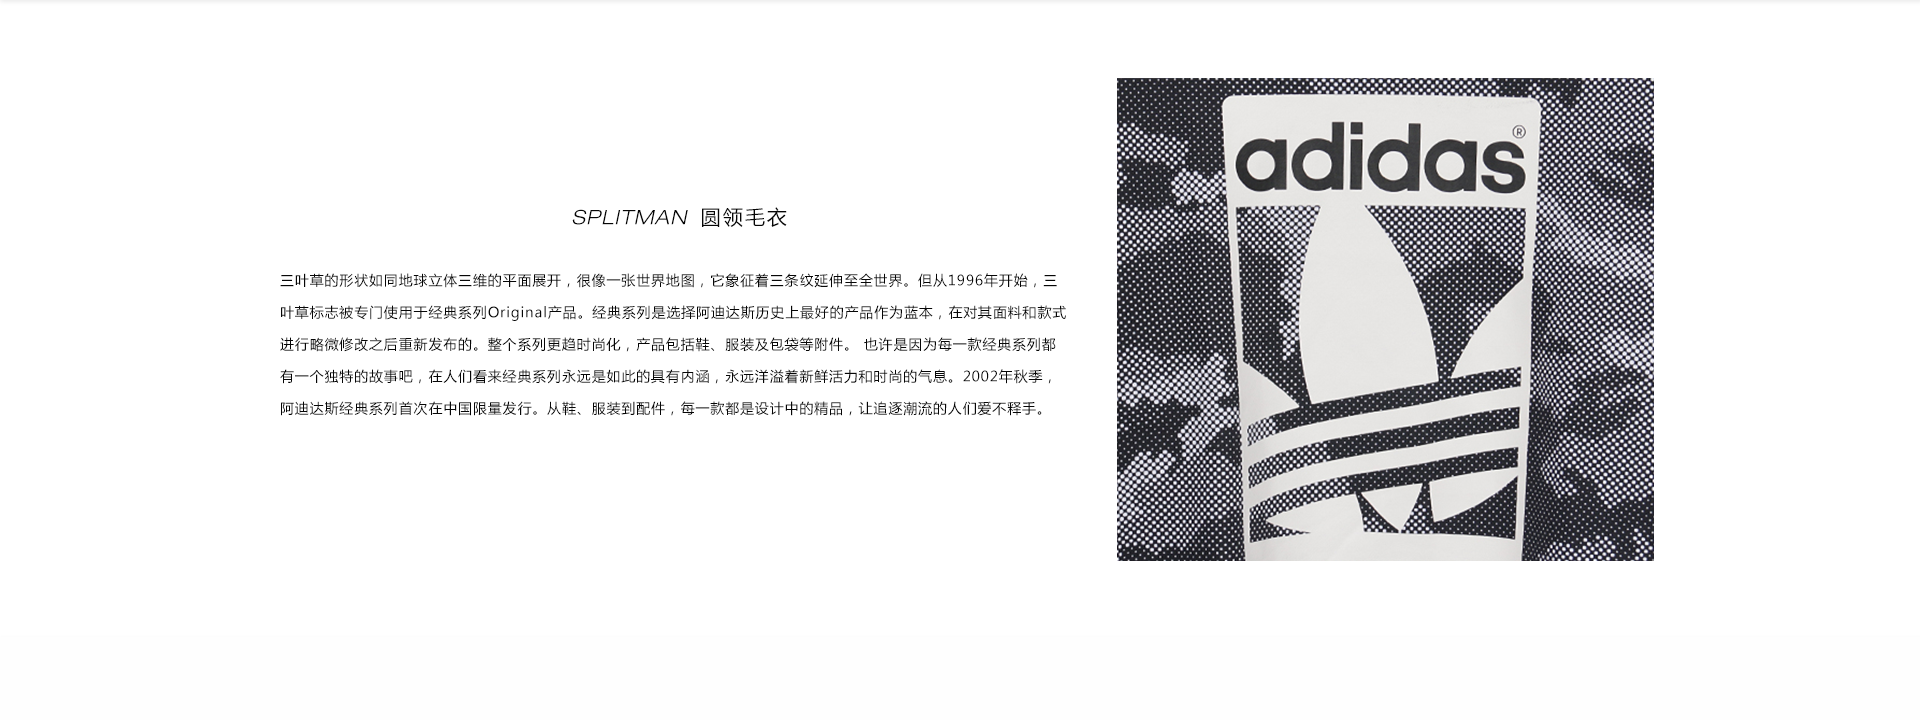 SPLITMAN 圆领毛衣
三叶草的形状如同地球立体三维的平面展开，很像一张世界地图，它象征着三条纹延伸至全世界。但从1996年开始，三
叶草标志被专门使用于经典系列Original产品。经典系列是选择阿迪达斯历史上最好的产品作为蓝本，在对其面料和款式
进行略微修改之后重新发布的。整个系列更趋时尚化，产品包括鞋、服装及包袋等附件。 也许是因为每一款经典系列都
有一个独特的故事吧，在人们看来经典系列永远是如此的具有内涵，永远洋溢着新鲜活力和时尚的气息。2002年秋季，
阿迪达斯经典系列首次在中国限量发行。从鞋、服装到配件，每一款都是设计中的精品，让追逐潮流的人们爱不释手。
adidas®